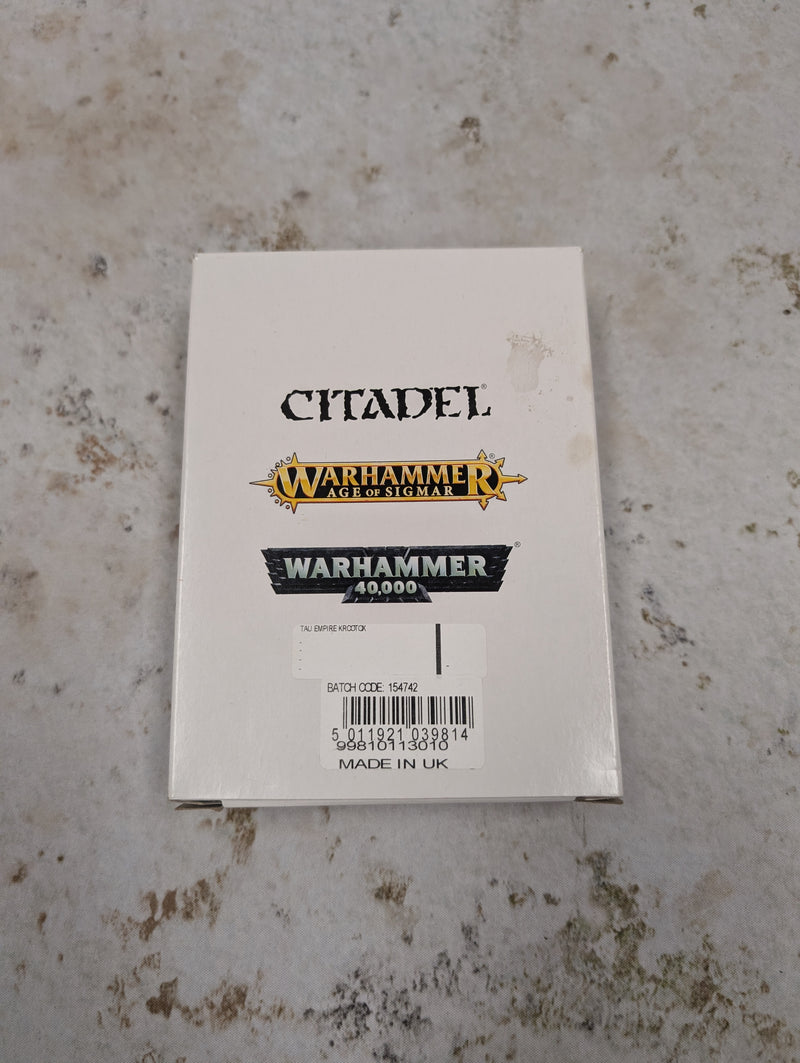 CITADEL®
WARHAMMER®
AGE OF SIGMAR
WARHAMMER®
40,000
TAU EMPIRE KROOTOX
BATCH CODE: 154742
5 011921 039814
99810113010
MADE IN UK